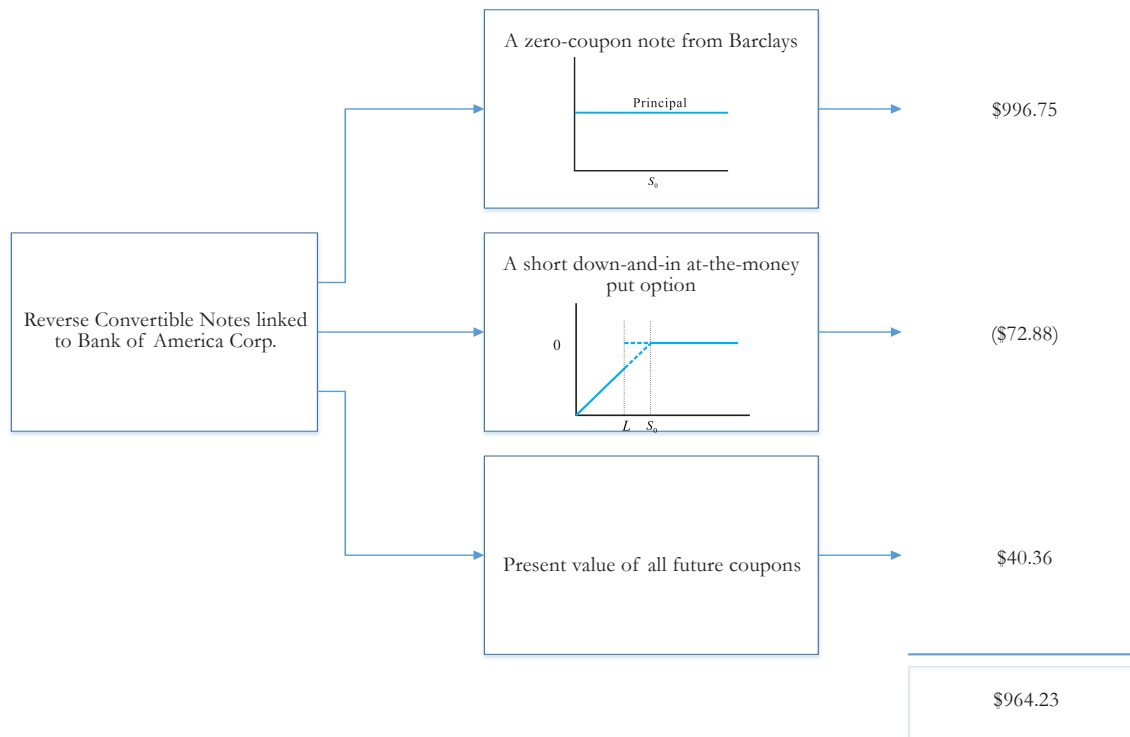 A zero-coupon note from Barclays
Principal
S₀
$996.75
Reverse Convertible Notes linked
to Bank of America Corp.
A short down-and-in at-the-money
put option
0
L S₀
($72.88)
Present value of all future coupons
$40.36
$964.23